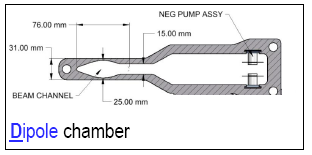 NEG PUMP ASSY
76.00 mm
15.00 mm
31.00 mm
BEAM CHANNEL
25.00 mm
Dipole chamber